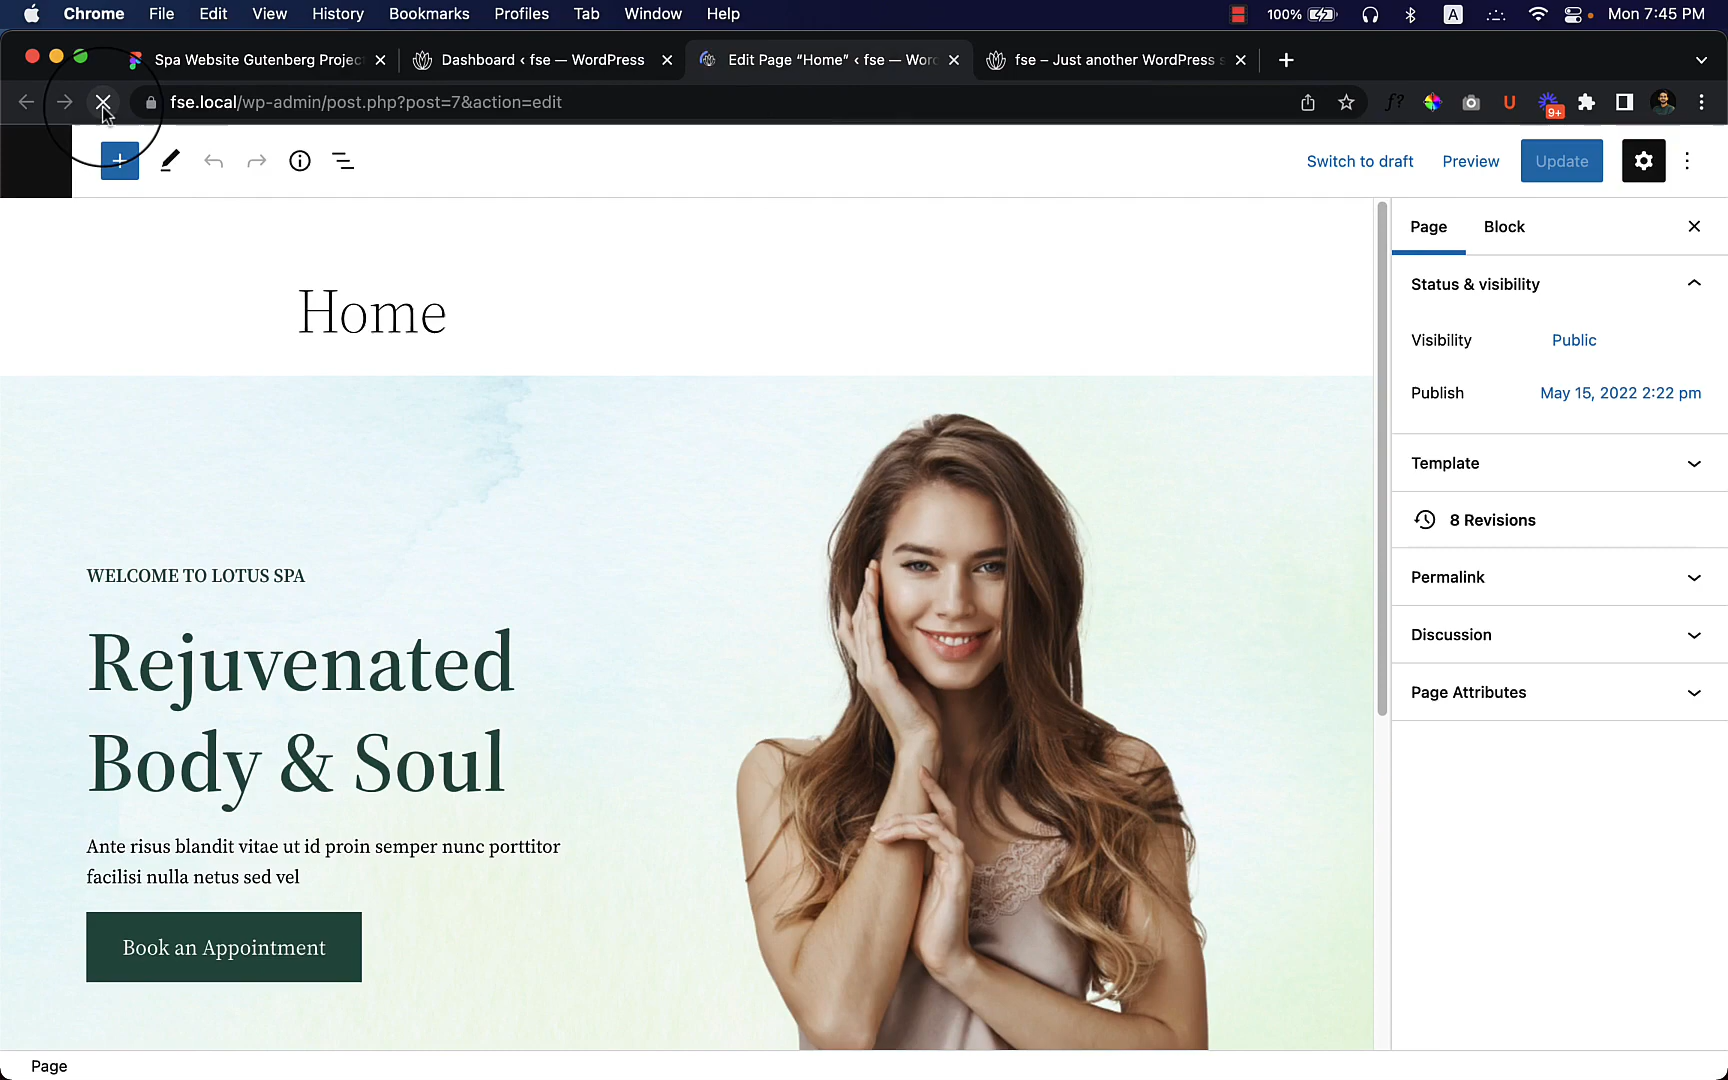 Chrome File Edit View History Bookmarks Profiles Tab Window Help 100% A Mon 7:45 PM
Spa Website Gutenberg Projec Dashboard ‹ fse — WordPress Edit Page “Home” ‹ fse — Wor fse – Just another WordPress s
fse.local/wp-admin/post.php?post=7&action=edit f? U 9+
Switch to draft Preview Update
Page Block
Home
Status & visibility
Visibility Public
Publish May 15, 2022 2:22 pm
Template
8 Revisions
Permalink
Discussion
Page Attributes
WELCOME TO LOTUS SPA
Rejuvenated
Body & Soul
Ante risus blandit vitae ut id proin semper nunc porttitor
facilisi nulla netus sed vel
Book an Appointment
Page